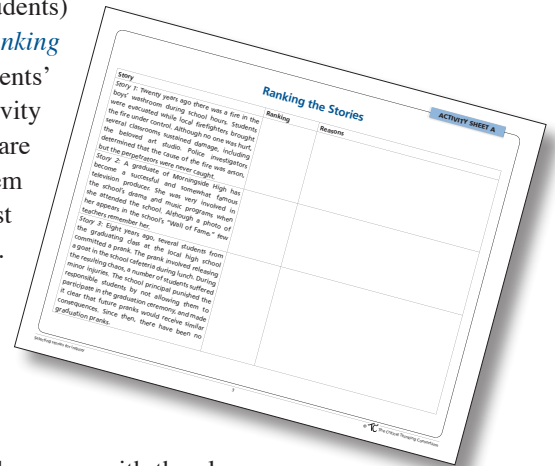 udents)
nking
ents'
ivity
are
em
st
.
ACTIVITY SHEET A
Ranking the Stories
Story
Ranking
Reasons
Story 1: Twenty years ago there was a fire in the
boys' washroom during school hours. Students
were evacuated while local firefighters brought
the fire under control. Although no one was hurt,
several classrooms sustained damage, including
the beloved art studio. Police investigators
determined that the cause of the fire was arson,
but the perpetrators were never caught.
Story 2: A graduate of Morningside High has
become a successful and somewhat famous
television producer. She was very involved in
the school's drama and music programs when
she attended the school. Although a photo of
her appears in the school's "Wall of Fame," few
teachers remember her.
Story 3: Eight years ago, several students from
the graduating class at the local high school
committed a prank. The prank involved releasing
a goat in the school cafeteria during lunch. During
the resulting chaos, a number of students suffered
minor injuries. The school principal punished the
responsible students by not allowing them to
participate in the graduation ceremony, and made
it clear that future pranks would receive similar
consequences. Since then, there have been no
graduation pranks.
The Critical Thinking Consortium